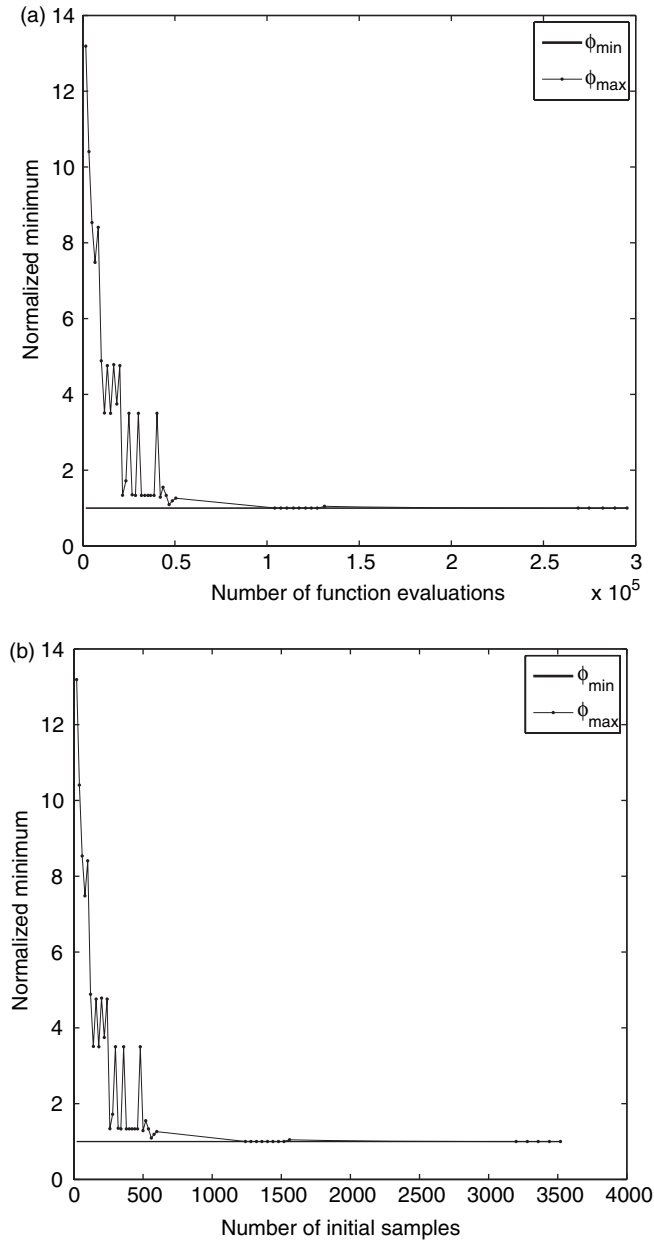 (a)
14
12
10
8
6
4
2
0
Normalized minimum
ϕmin
ϕmax
0
0.5
1
1.5
2
2.5
3
Number of function evaluations
x 10^5
(b)
14
12
10
8
6
4
2
0
Normalized minimum
ϕmin
ϕmax
0
500
1000
1500
2000
2500
3000
3500
4000
Number of initial samples